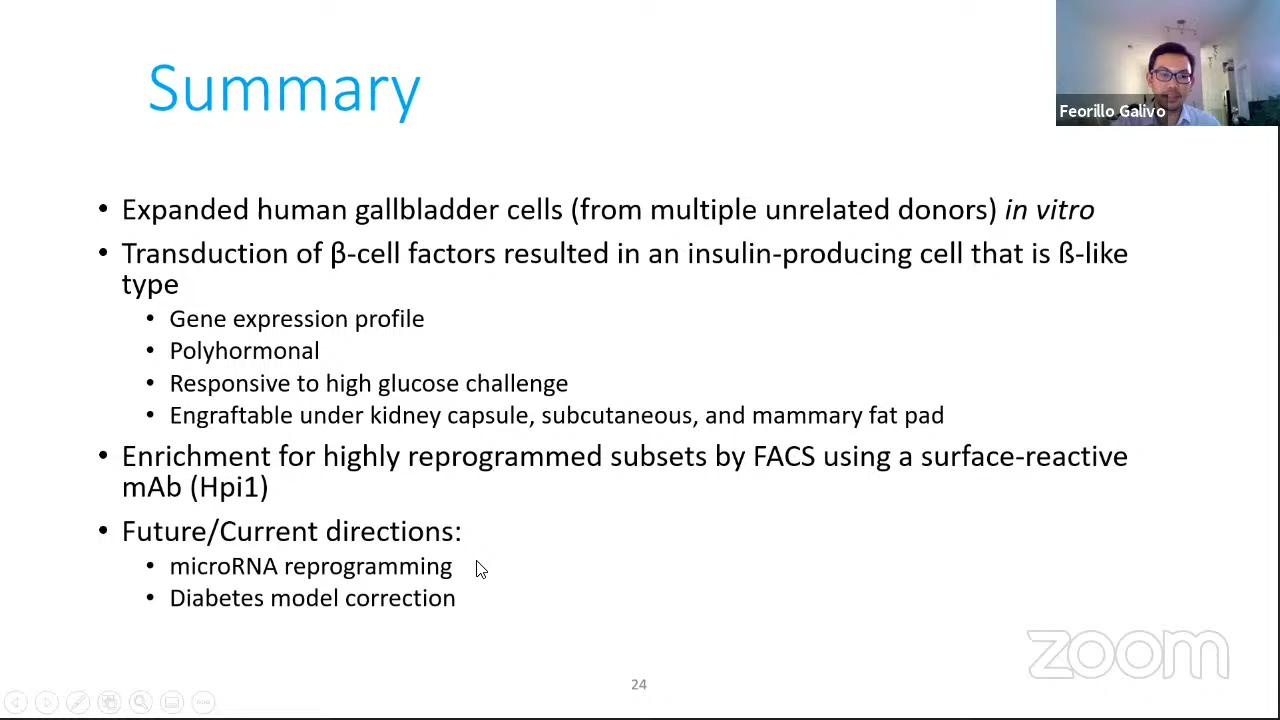 Summary
Feorillo Galivo
• Expanded human gallbladder cells (from multiple unrelated donors) in vitro
• Transduction of β-cell factors resulted in an insulin-producing cell that is ß-like
type
• Gene expression profile
• Polyhormonal
• Responsive to high glucose challenge
• Engraftable under kidney capsule, subcutaneous, and mammary fat pad
• Enrichment for highly reprogrammed subsets by FACS using a surface-reactive
mAb (Hpi1)
• Future/Current directions:
• microRNA reprogramming
• Diabetes model correction
zoom
24